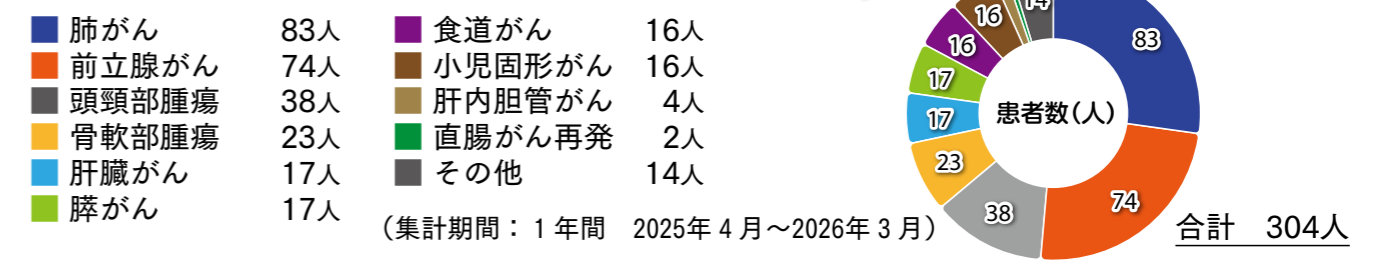 肺がん 83人
前立腺がん 74人
頭頸部腫瘍 38人
骨軟部腫瘍 23人
肝臓がん 17人
膵がん 17人
食道がん 16人
小児固形がん 16人
肝内胆管がん 4人
直腸がん再発 2人
その他 14人
（集計期間：１年間　2025年４月～2026年３月）
14
16
16
17
17
23
38
74
83
患者数（人）
合計　304人